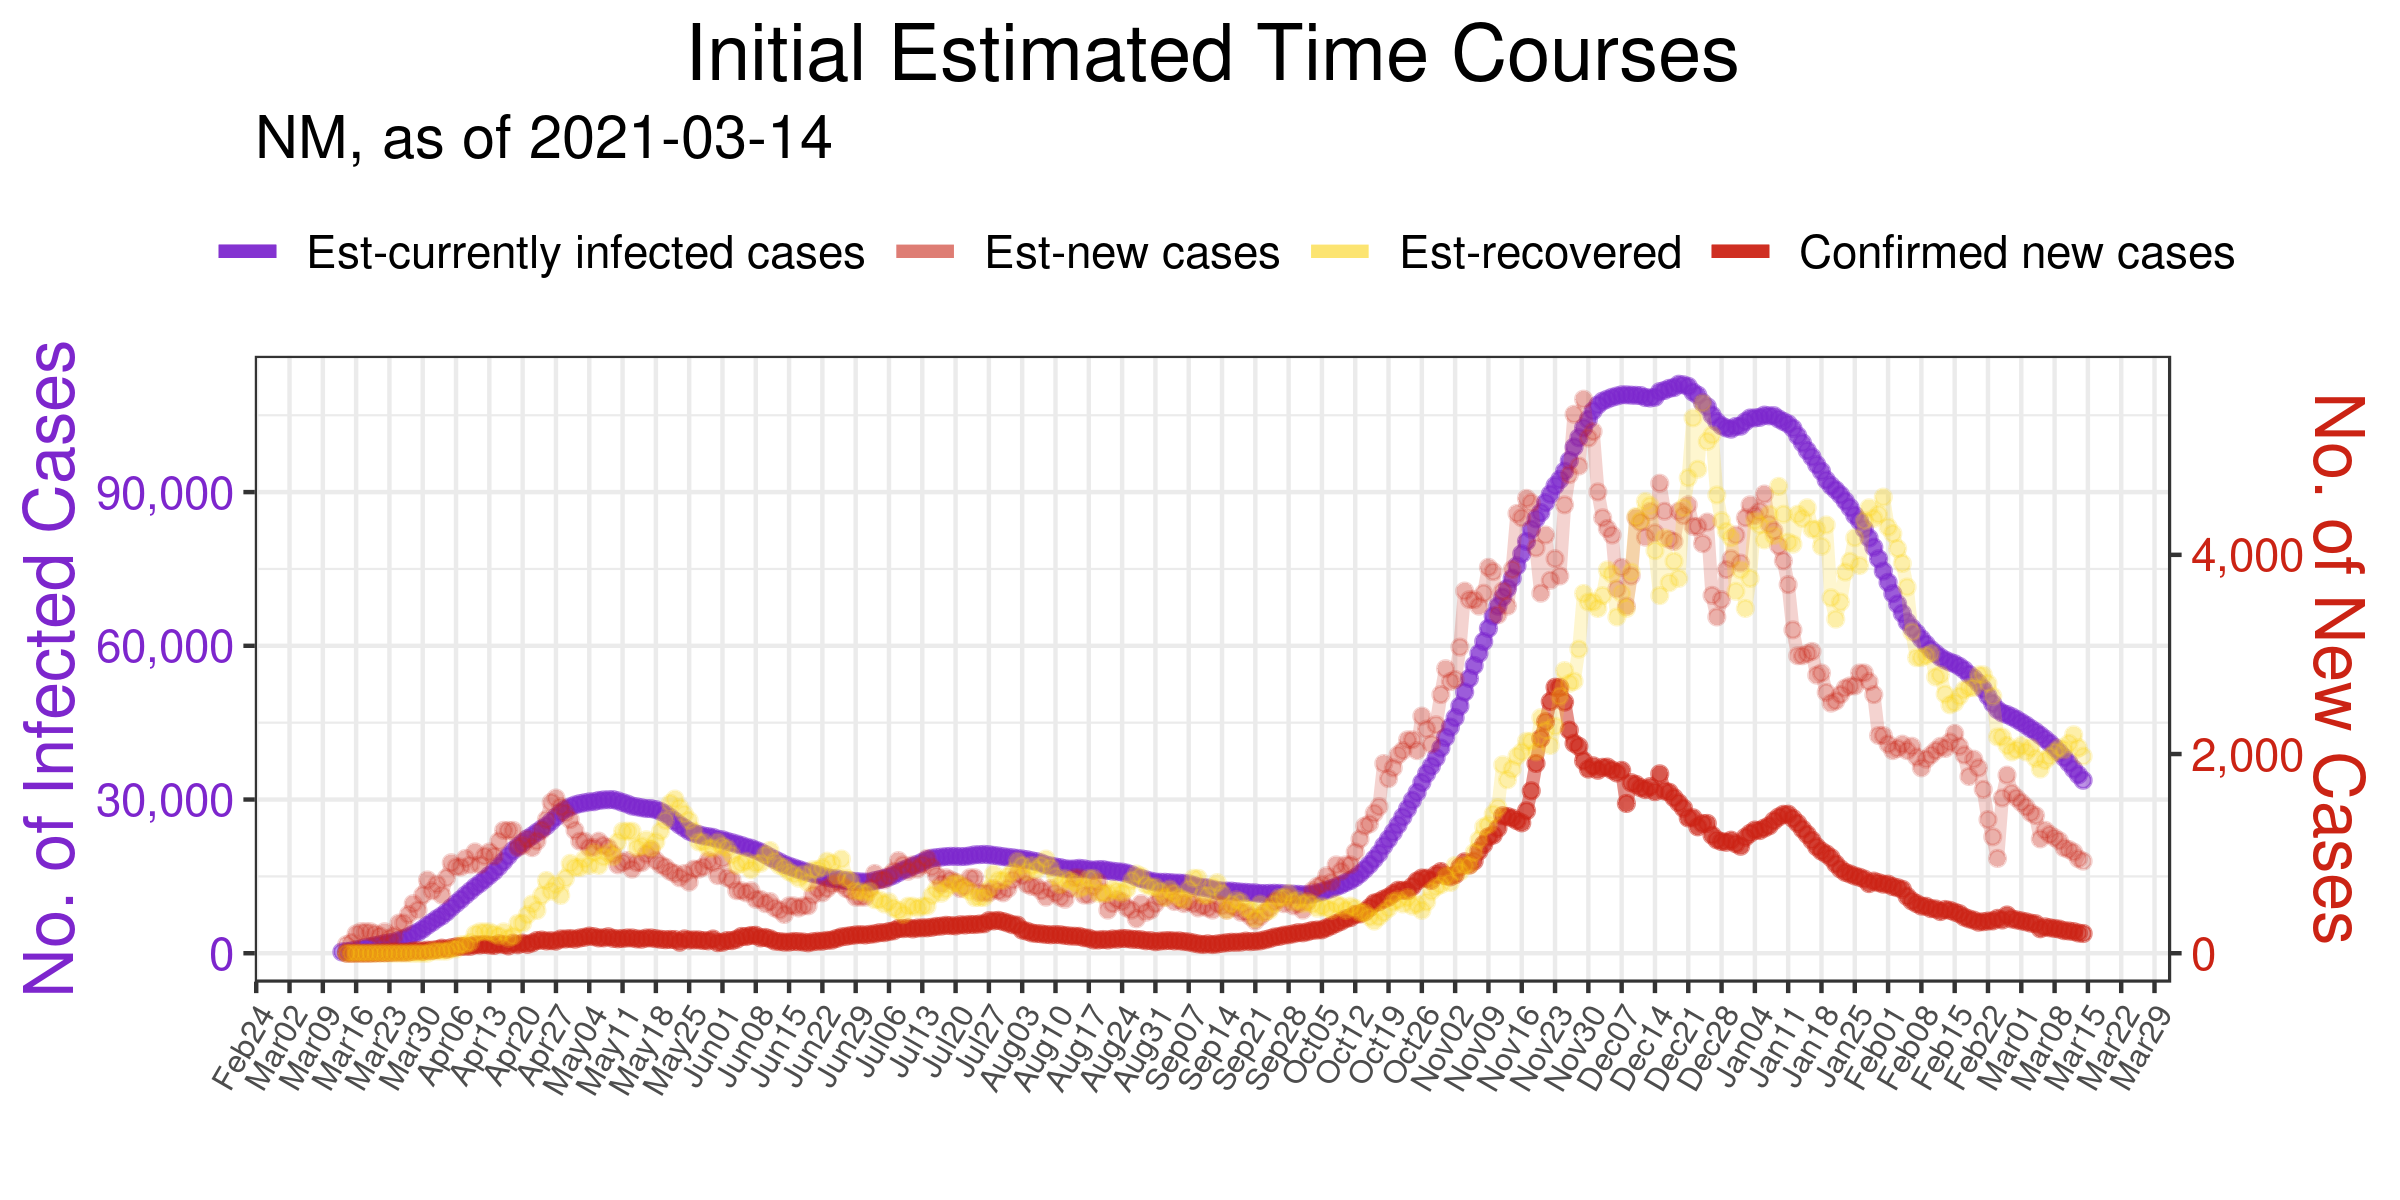 Initial Estimated Time Courses
NM, as of 2021-03-14
Est-currently infected cases Est-new cases Est-recovered Confirmed new cases
No. of Infected Cases
90,000
60,000
30,000
0
4,000
2,000
0
No. of New Cases
Feb24 Mar02 Mar09 Mar16 Mar23 Mar30 Apr06 Apr13 Apr20 Apr27 May04 May11 May18 May25 Jun01 Jun08 Jun15 Jun22 Jun29 Jul06 Jul13 Jul20 Jul27 Aug03 Aug10 Aug17 Aug24 Aug31 Sep07 Sep14 Sep21 Sep28 Oct05 Oct12 Oct19 Oct26 Nov02 Nov09 Nov16 Nov23 Nov30 Dec07 Dec14 Dec21 Dec28 Jan04 Jan11 Jan18 Jan25 Feb01 Feb08 Feb15 Feb22 Mar01 Mar08 Mar15 Mar22 Mar29